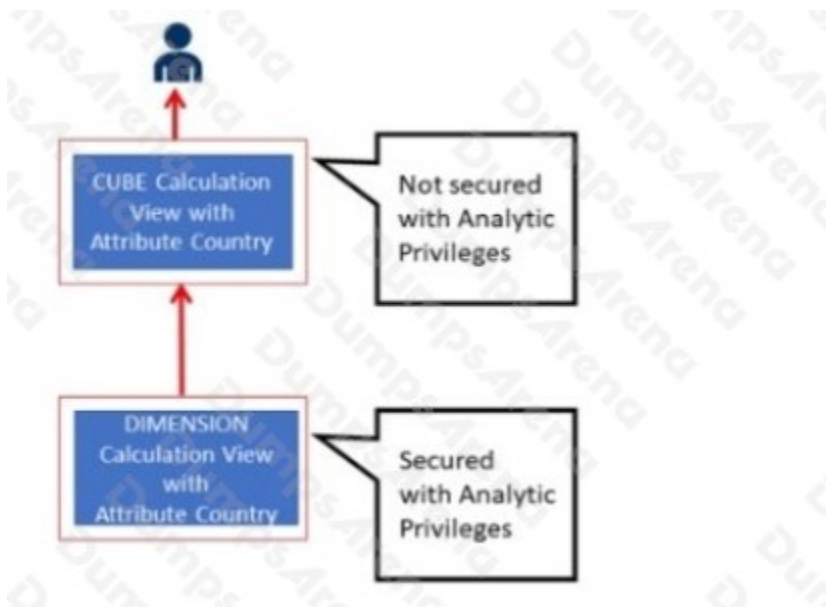 CUBE Calculation
View with
Attribute Country
Not secured
with Analytic
Privileges
DIMENSION
Calculation View
with
Attribute Country
Secured
with Analytic
Privileges
DumpsArena